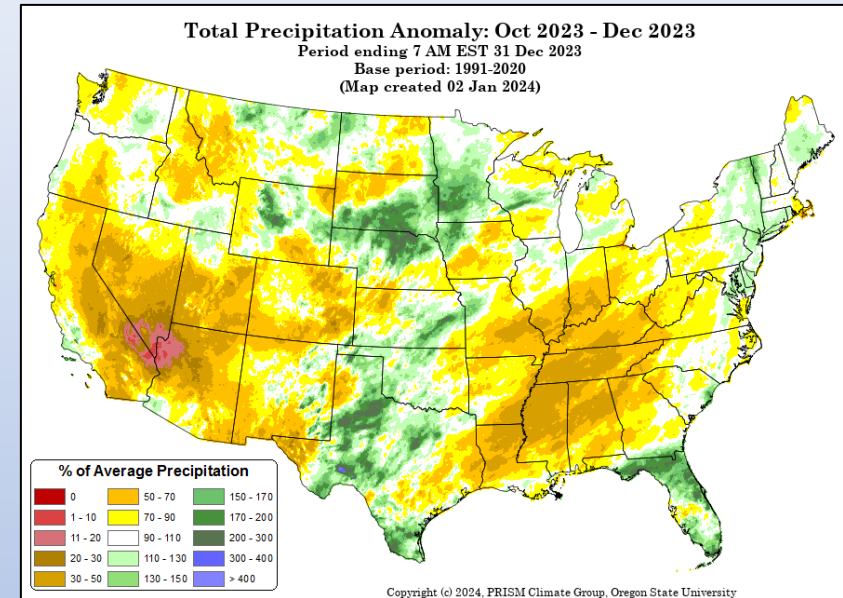 Total Precipitation Anomaly: Oct 2023 - Dec 2023
Period ending 7 AM EST 31 Dec 2023
Base period: 1991-2020
(Map created 02 Jan 2024)
% of Average Precipitation
0 50 - 70 150 - 170
1 - 10 70 - 90 170 - 200
11 - 20 90 - 110 200 - 300
20 - 30 110 - 130 300 - 400
30 - 50 130 - 150 > 400
Copyright (c) 2024, PRISM Climate Group, Oregon State University